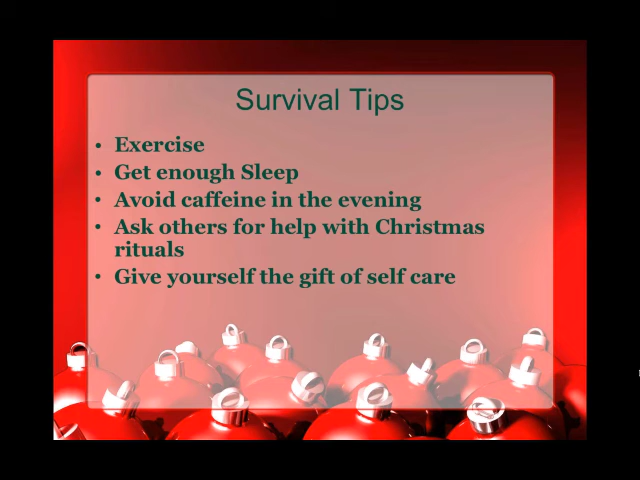 Survival Tips
• Exercise
• Get enough Sleep
• Avoid caffeine in the evening
• Ask others for help with Christmas
rituals
• Give yourself the gift of self care